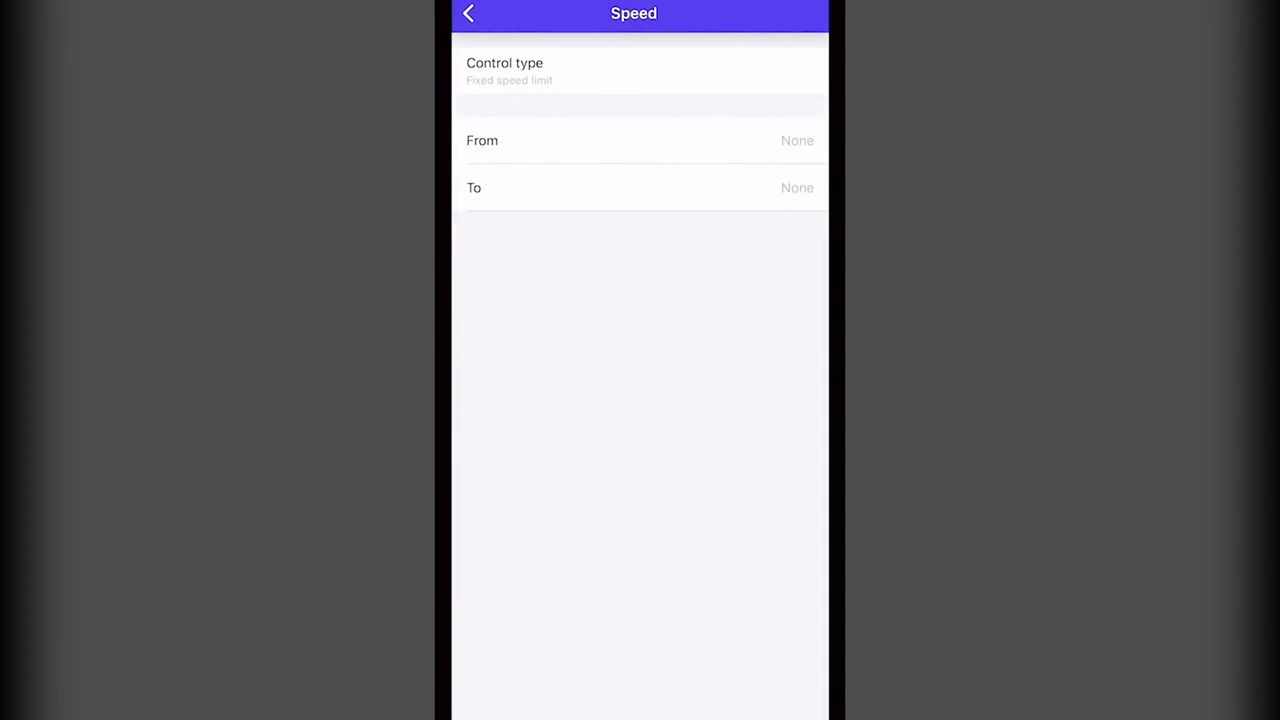 Speed
Control type
Fixed speed limit
From None
To None